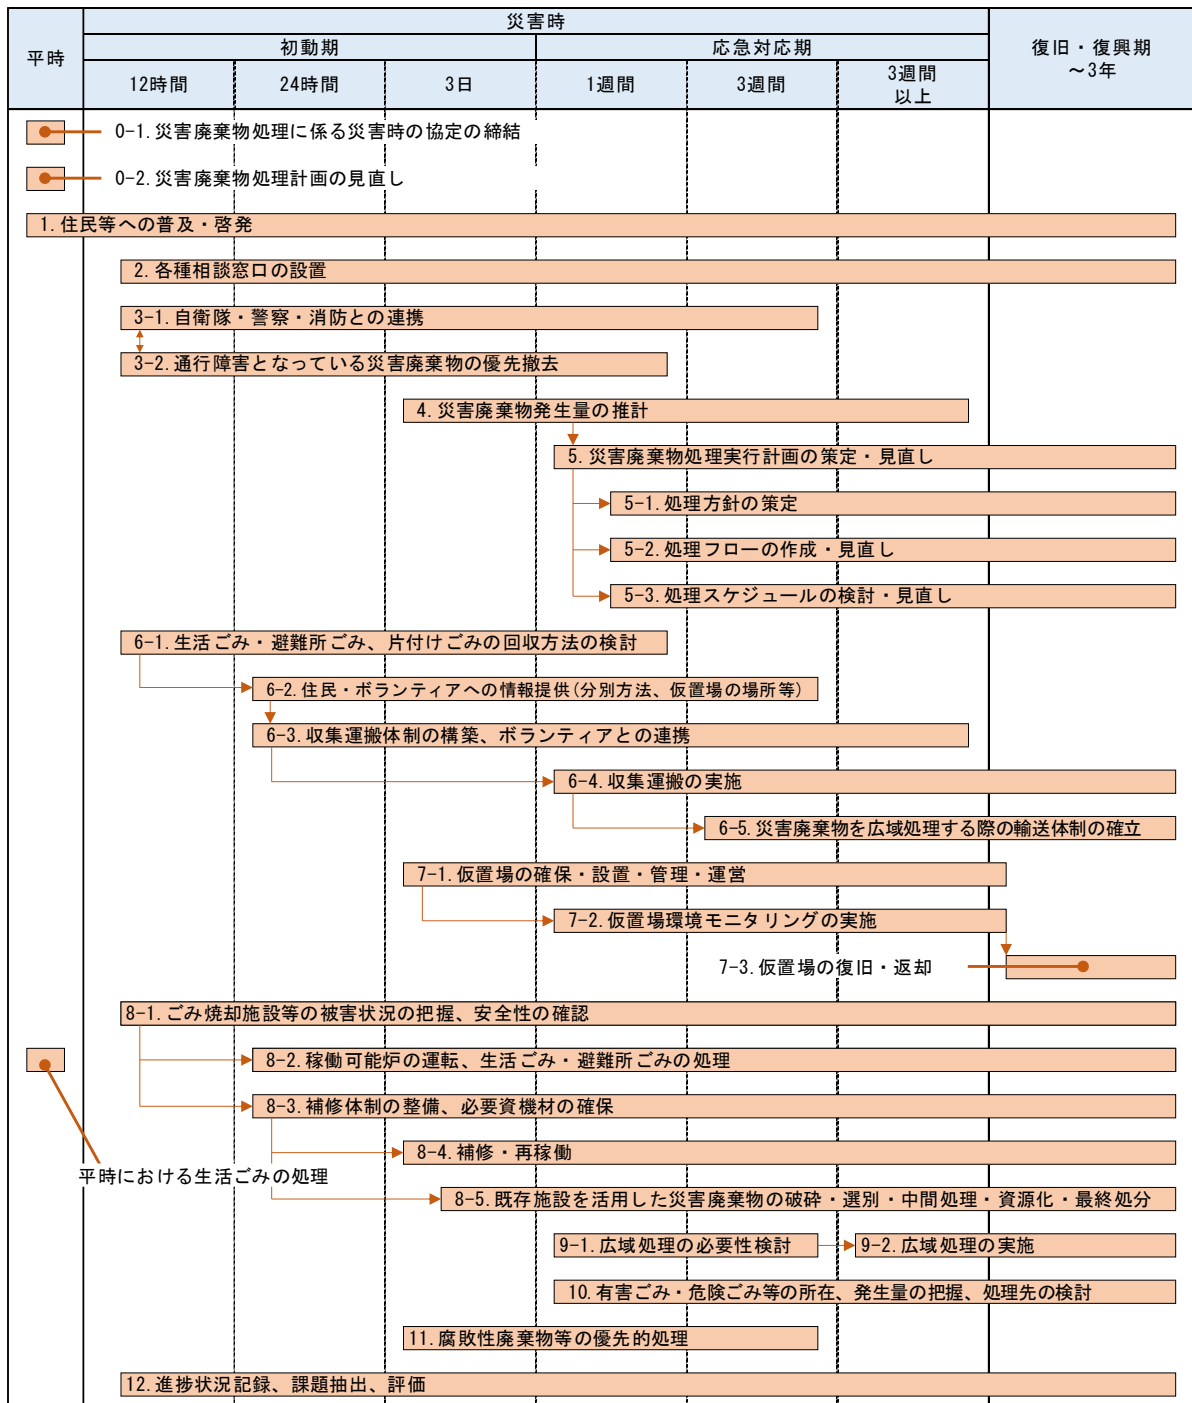 災害時
平時
初動期
応急対応期
復旧・復興期
～3年
12時間
24時間
3日
1週間
3週間
3週間
以上
0-1.災害廃棄物処理に係る災害時の協定の締結
0-2.災害廃棄物処理計画の見直し
1.住民等への普及・啓発
2.各種相談窓口の設置
3-1.自衛隊・警察・消防との連携
3-2.通行障害となっている災害廃棄物の優先撤去
4.災害廃棄物発生量の推計
5.災害廃棄物処理実行計画の策定・見直し
5-1.処理方針の策定
5-2.処理フローの作成・見直し
5-3.処理スケジュールの検討・見直し
6-1.生活ごみ・避難所ごみ、片付けごみの回収方法の検討
6-2.住民・ボランティアへの情報提供(分別方法、仮置場の場所等)
6-3.収集運搬体制の構築、ボランティアとの連携
6-4.収集運搬の実施
6-5.災害廃棄物を広域処理する際の輸送体制の確立
7-1.仮置場の確保・設置・管理・運営
7-2.仮置場環境モニタリングの実施
7-3.仮置場の復旧・返却
8-1.ごみ焼却施設等の被害状況の把握、安全性の確認
8-2.稼働可能炉の運転、生活ごみ・避難所ごみの処理
8-3.補修体制の整備、必要資機材の確保
8-4.補修・再稼働
平時における生活ごみの処理
8-5.既存施設を活用した災害廃棄物の破砕・選別・中間処理・資源化・最終処分
9-1.広域処理の必要性検討
9-2.広域処理の実施
10.有害ごみ・危険ごみ等の所在、発生量の把握、処理先の検討
11.腐敗性廃棄物等の優先的処理
12.進捗状況記録、課題抽出、評価